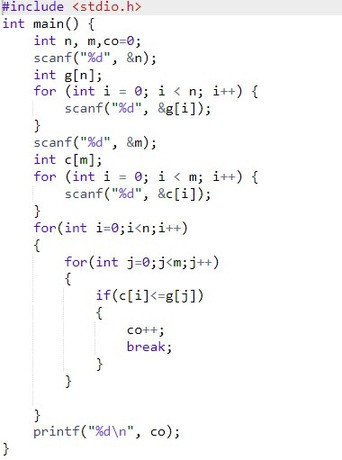 #include <stdio.h>
int main() {
    int n, m,co=0;
    scanf("%d", &n);
    int g[n];
    for (int i = 0; i < n; i++) {
        scanf("%d", &g[i]);
    }
    scanf("%d", &m);
    int c[m];
    for (int i = 0; i < m; i++) {
        scanf("%d", &c[i]);
    }
    for(int i=0;i<n;i++)
    {
        for(int j=0;j<m;j++)
        {
            if(c[i]<=g[j])
            {
                co++;
                break;
            }
        }

    }
    printf("%d\n", co);
}